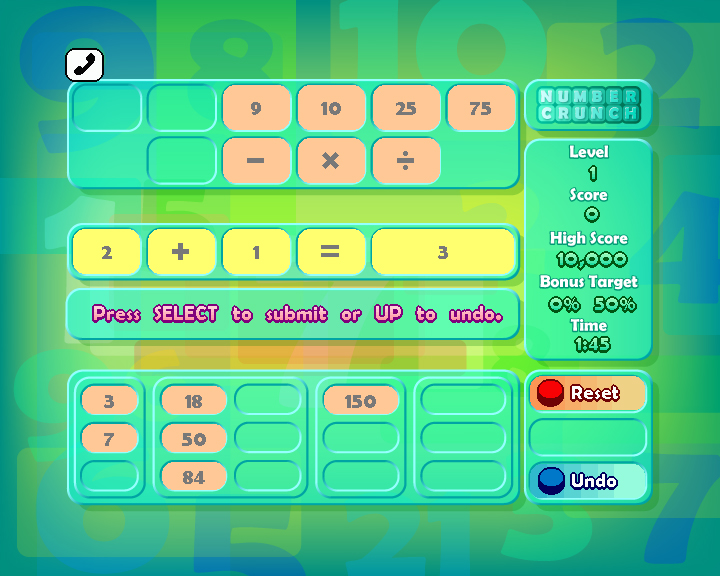 9 10 25 75
− × ÷
NUMBER
CRUNCH
Level
1
Score
0
High Score
10,000
Bonus Target
0% 50%
Time
1:45
2 + 1 = 3
Press SELECT to submit or UP to undo.
3 18 150
7 50
84
Reset
Undo